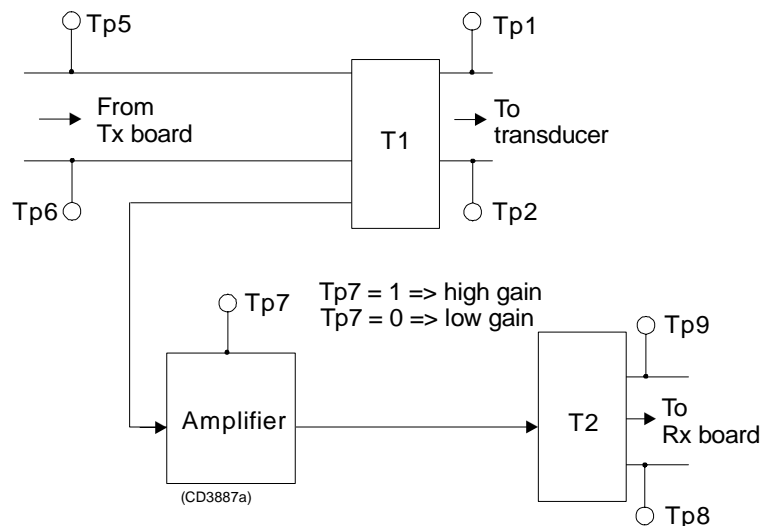 Tp5
Tp1
From
Tx board
T1
To
transducer
Tp6
Tp2
Tp7
Tp7 = 1 => high gain
Tp7 = 0 => low gain
Tp9
Amplifier
T2
To
Rx board
(CD3887a)
Tp8